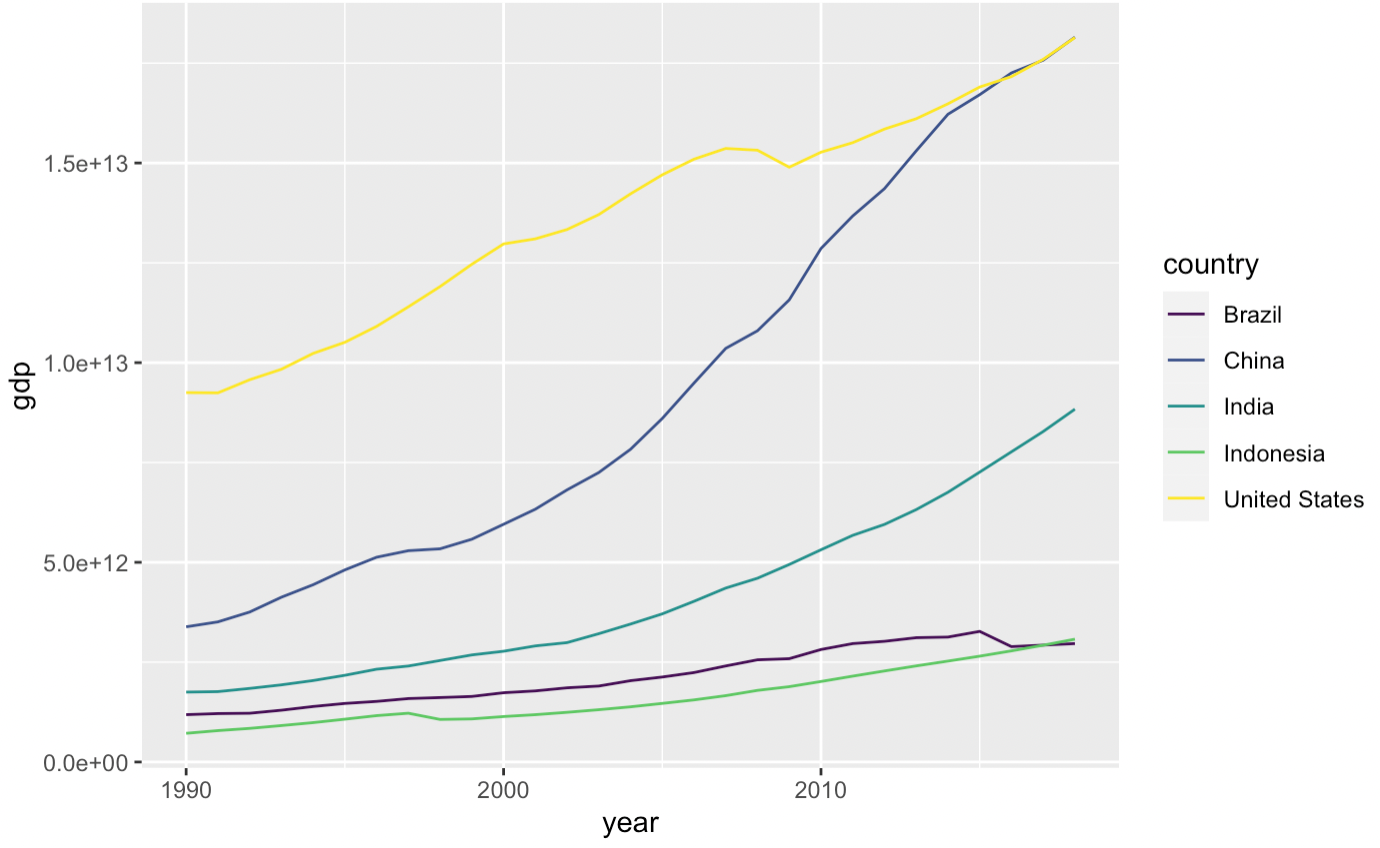 1.5e+13
1.0e+13
5.0e+12
0.0e+00
gdp
1990 2000 2010
year
country
Brazil
China
India
Indonesia
United States